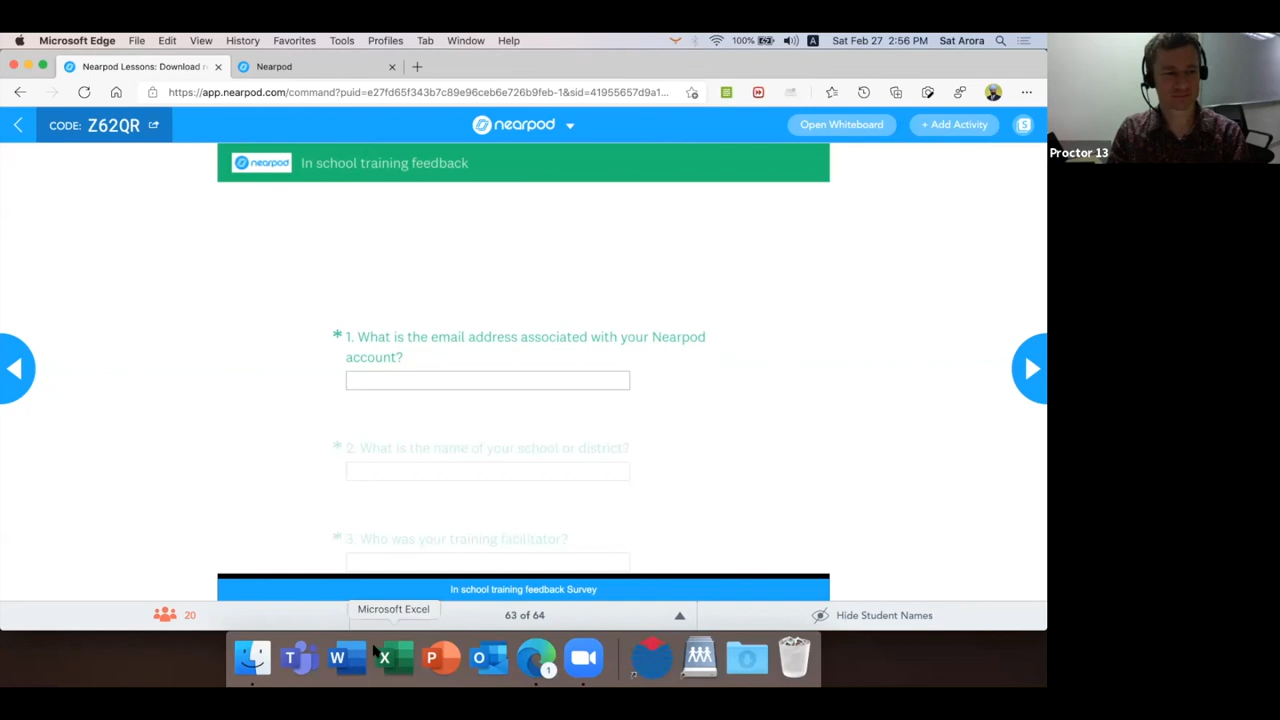 Microsoft Edge File Edit View History Favorites Tools Profiles Tab Window Help 100% A Sat Feb 27 2:56 PM Sat Arora
Nearpod Lessons: Download r Nearpod
https://app.nearpod.com/command?puid=e27fd65f343b7c89e96ceb6e726b9feb-1&sid=41955657d9a1...
CODE: Z62QR nearpod Open Whiteboard + Add Activity S
nearpod In school training feedback
Proctor 13
* 1. What is the email address associated with your Nearpod
account?
* 2. What is the name of your school or district?
* 3. Who was your training facilitator?
In school training feedback Survey
20 Microsoft Excel 63 of 64 Hide Student Names
T W X P O 1